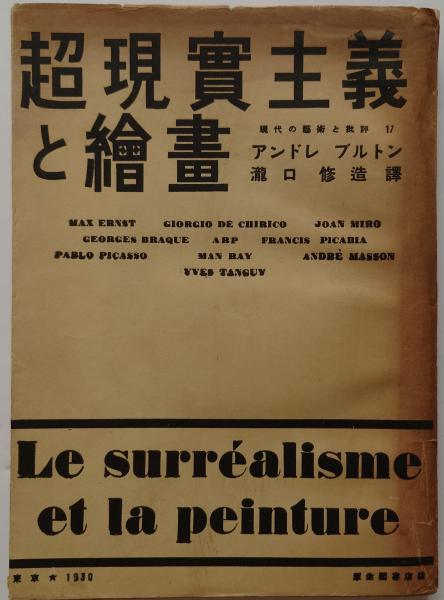 超現實主義
と繪畫
現代の藝術と批評 17
アンドレ ブルトン
瀧口 修造 譯
MAX ERNST GIORGIO DE CHIRICO JOAN MIRO
GEORGES BRAQUE ARP FRANCIS PICABIA
PABLO PICASSO MAN RAY ANDRÈ MASSON
YVES TANGUY
Le surréalisme
et la peinture
東京 ★ 1930
厚生閣書店版